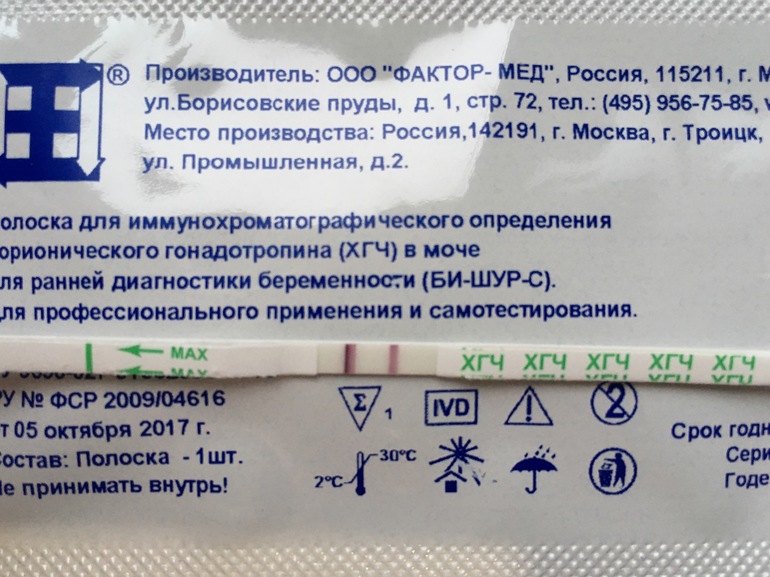 ®
Производитель: ООО "ФАКТОР- МЕД", Россия, 115211, г. М
ул.Борисовские пруды, д. 1, стр. 72, тел.: (495) 956-75-85,
Место производства: Россия,142191, г. Москва, г. Троицк,
ул. Промышленная, д.2.
олоска для иммунохроматографического определения
орионического гонадотропина (ХГЧ) в моче
ля ранней диагностики беременности (БИ-ШУР-С).
ля профессионального применения и самотестирования.
MAX ХГЧ ХГЧ ХГЧ ХГЧ ХГЧ
РУ № ФСР 2009/04616
т 05 октября 2017 г.
Состав: Полоска - 1шт.
Не принимать внутрь!
Σ 1 IVD 2
2°C 30°C
Срок годн
Сери
Годе